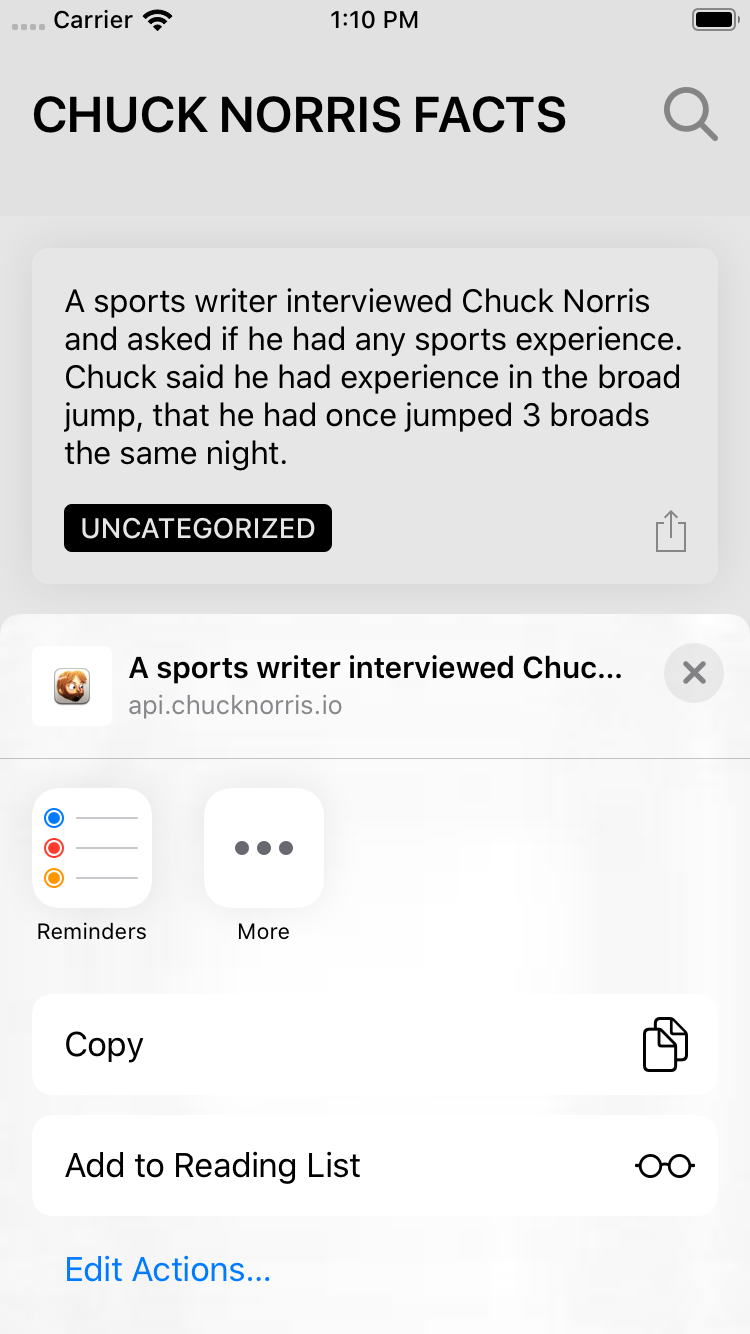 Carrier
1:10 PM
CHUCK NORRIS FACTS
A sports writer interviewed Chuck Norris
and asked if he had any sports experience.
Chuck said he had experience in the broad
jump, that he had once jumped 3 broads
the same night.
UNCATEGORIZED
A sports writer interviewed Chuc...
api.chucknorris.io
Reminders
More
Copy
Add to Reading List
Edit Actions...